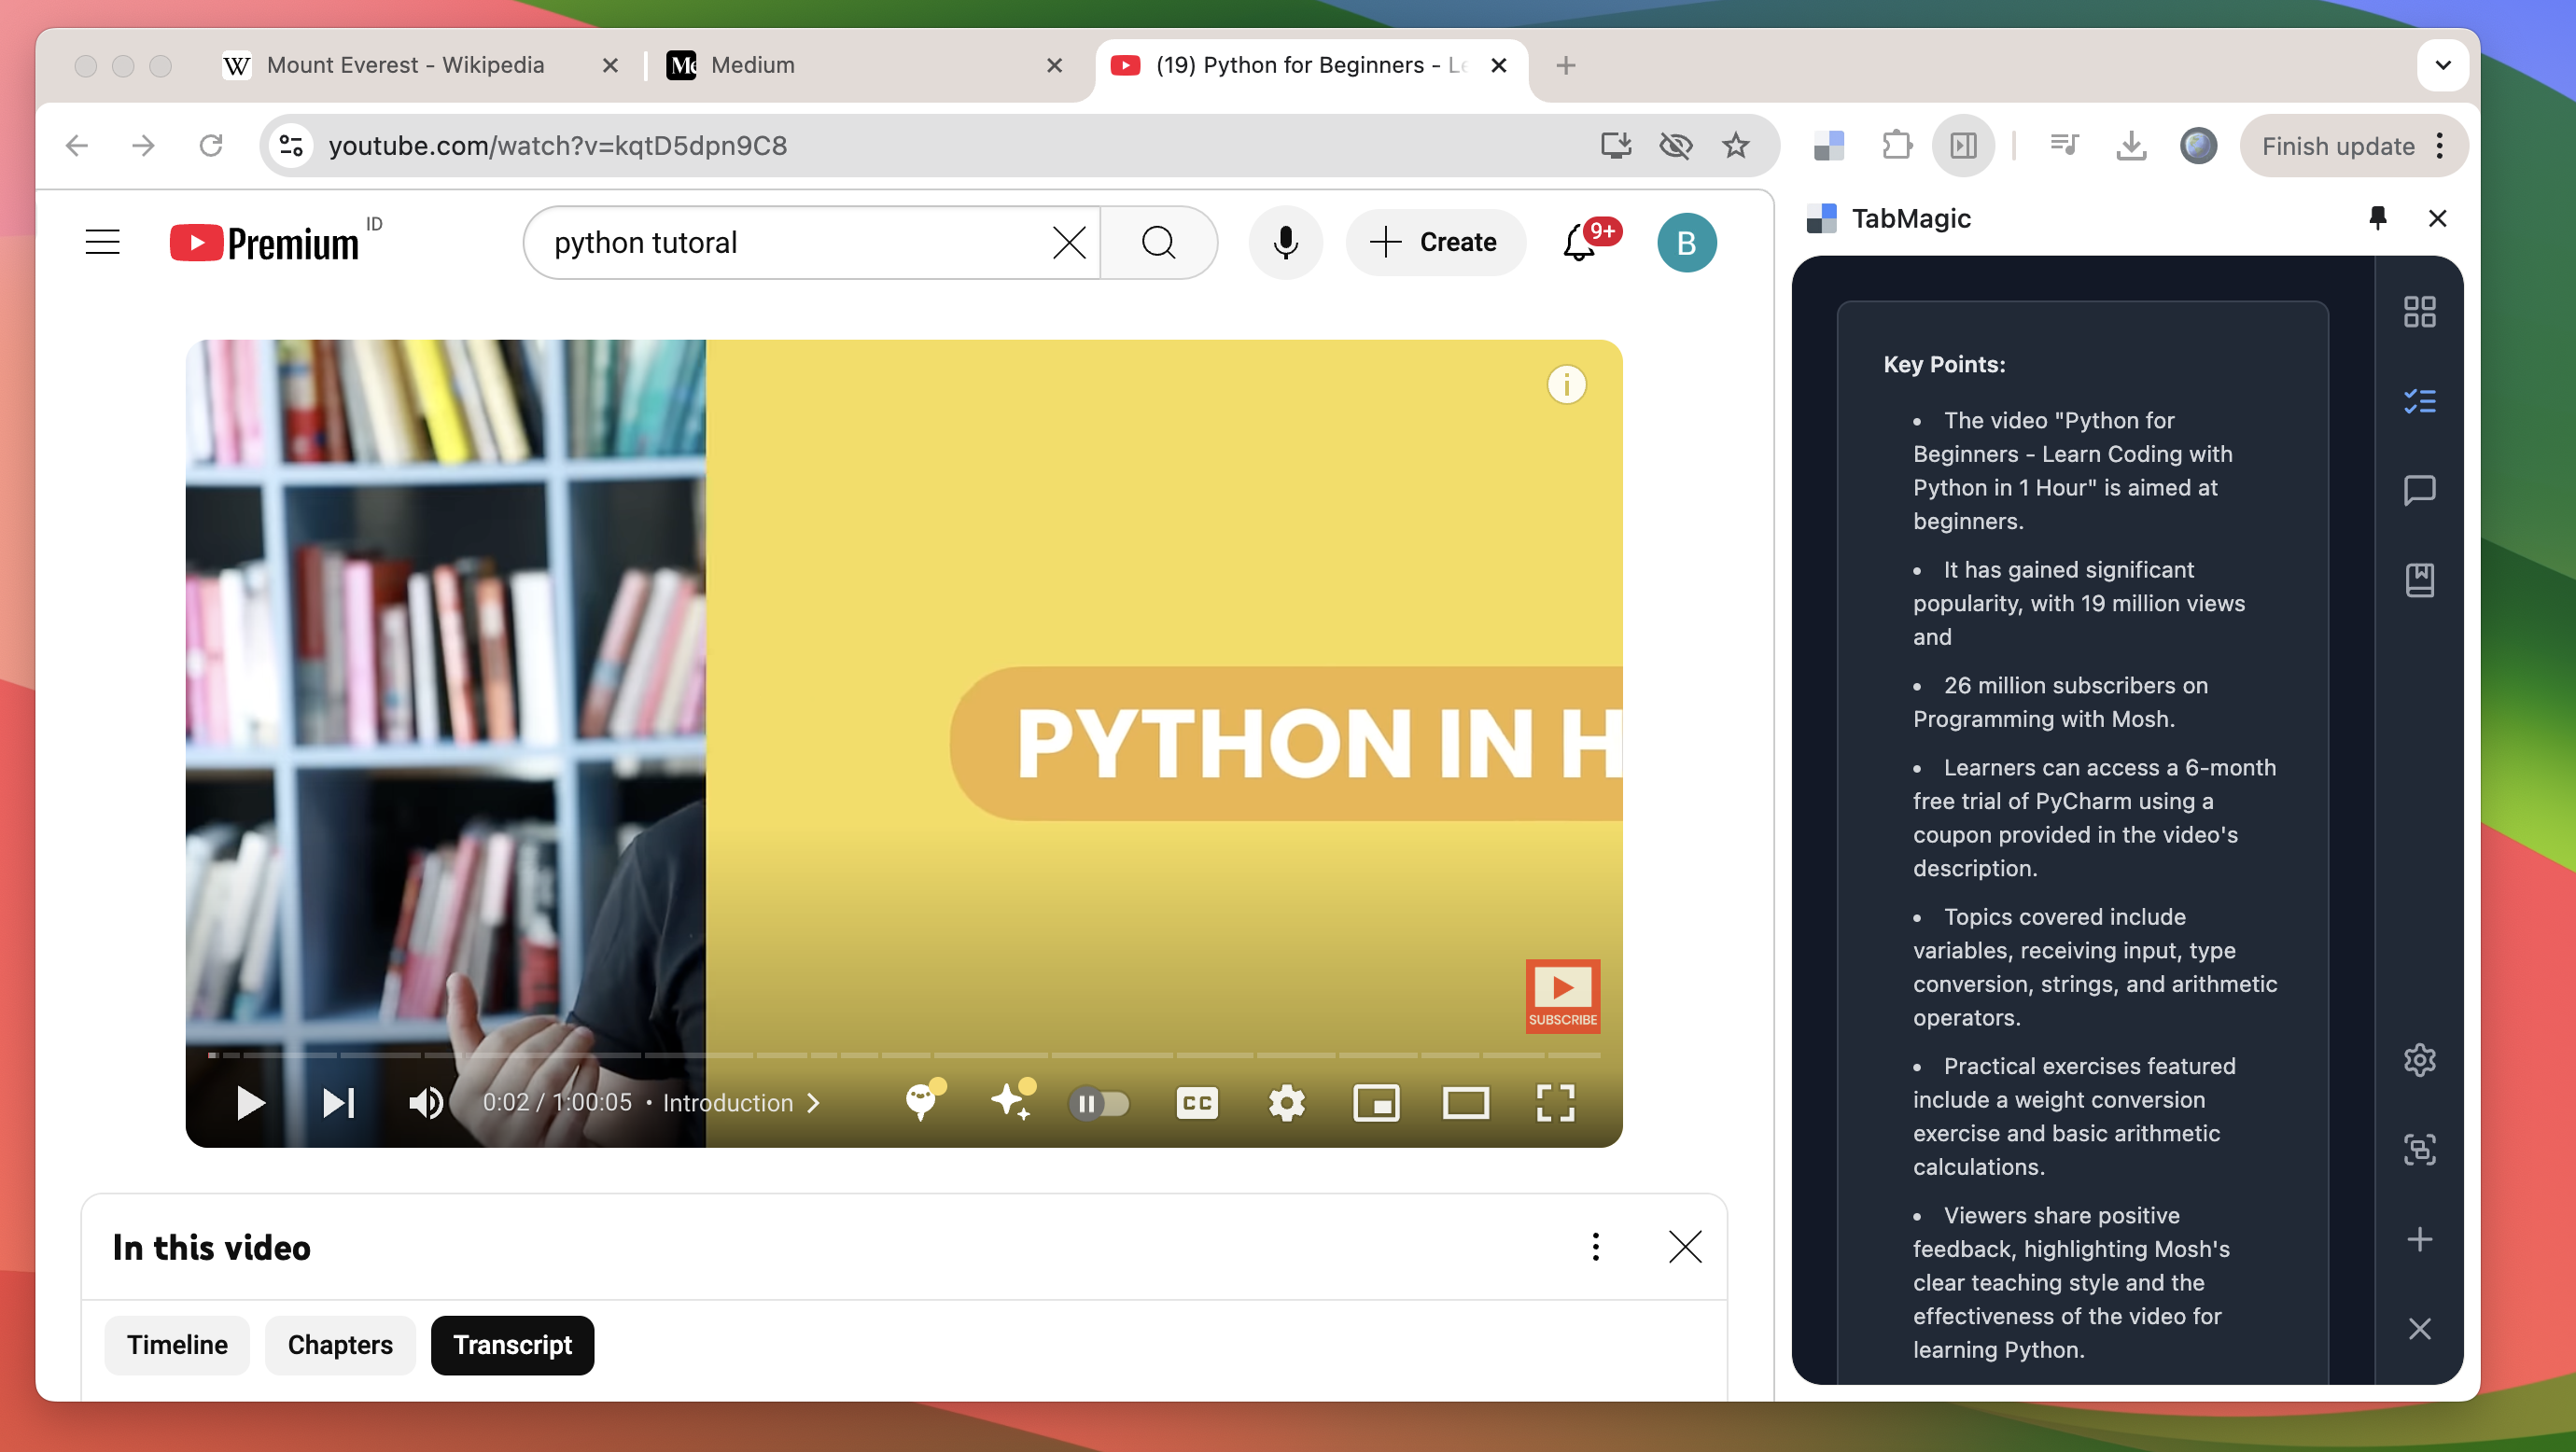 Mount Everest - Wikipedia
Medium
(19) Python for Beginners - Le
youtube.com/watch?v=kqtD5dpn9C8
Finish update
Premium
ID
python tutoral
Create
9+
B
TabMagic
PYTHON IN H
SUBSCRIBE
0:02 / 1:00:05 • Introduction
CC
In this video
Timeline
Chapters
Transcript
Key Points:
• The video "Python for
Beginners - Learn Coding with
Python in 1 Hour" is aimed at
beginners.
• It has gained significant
popularity, with 19 million views
and
• 26 million subscribers on
Programming with Mosh.
• Learners can access a 6-month
free trial of PyCharm using a
coupon provided in the video's
description.
• Topics covered include
variables, receiving input, type
conversion, strings, and arithmetic
operators.
• Practical exercises featured
include a weight conversion
exercise and basic arithmetic
calculations.
• Viewers share positive
feedback, highlighting Mosh's
clear teaching style and the
effectiveness of the video for
learning Python.